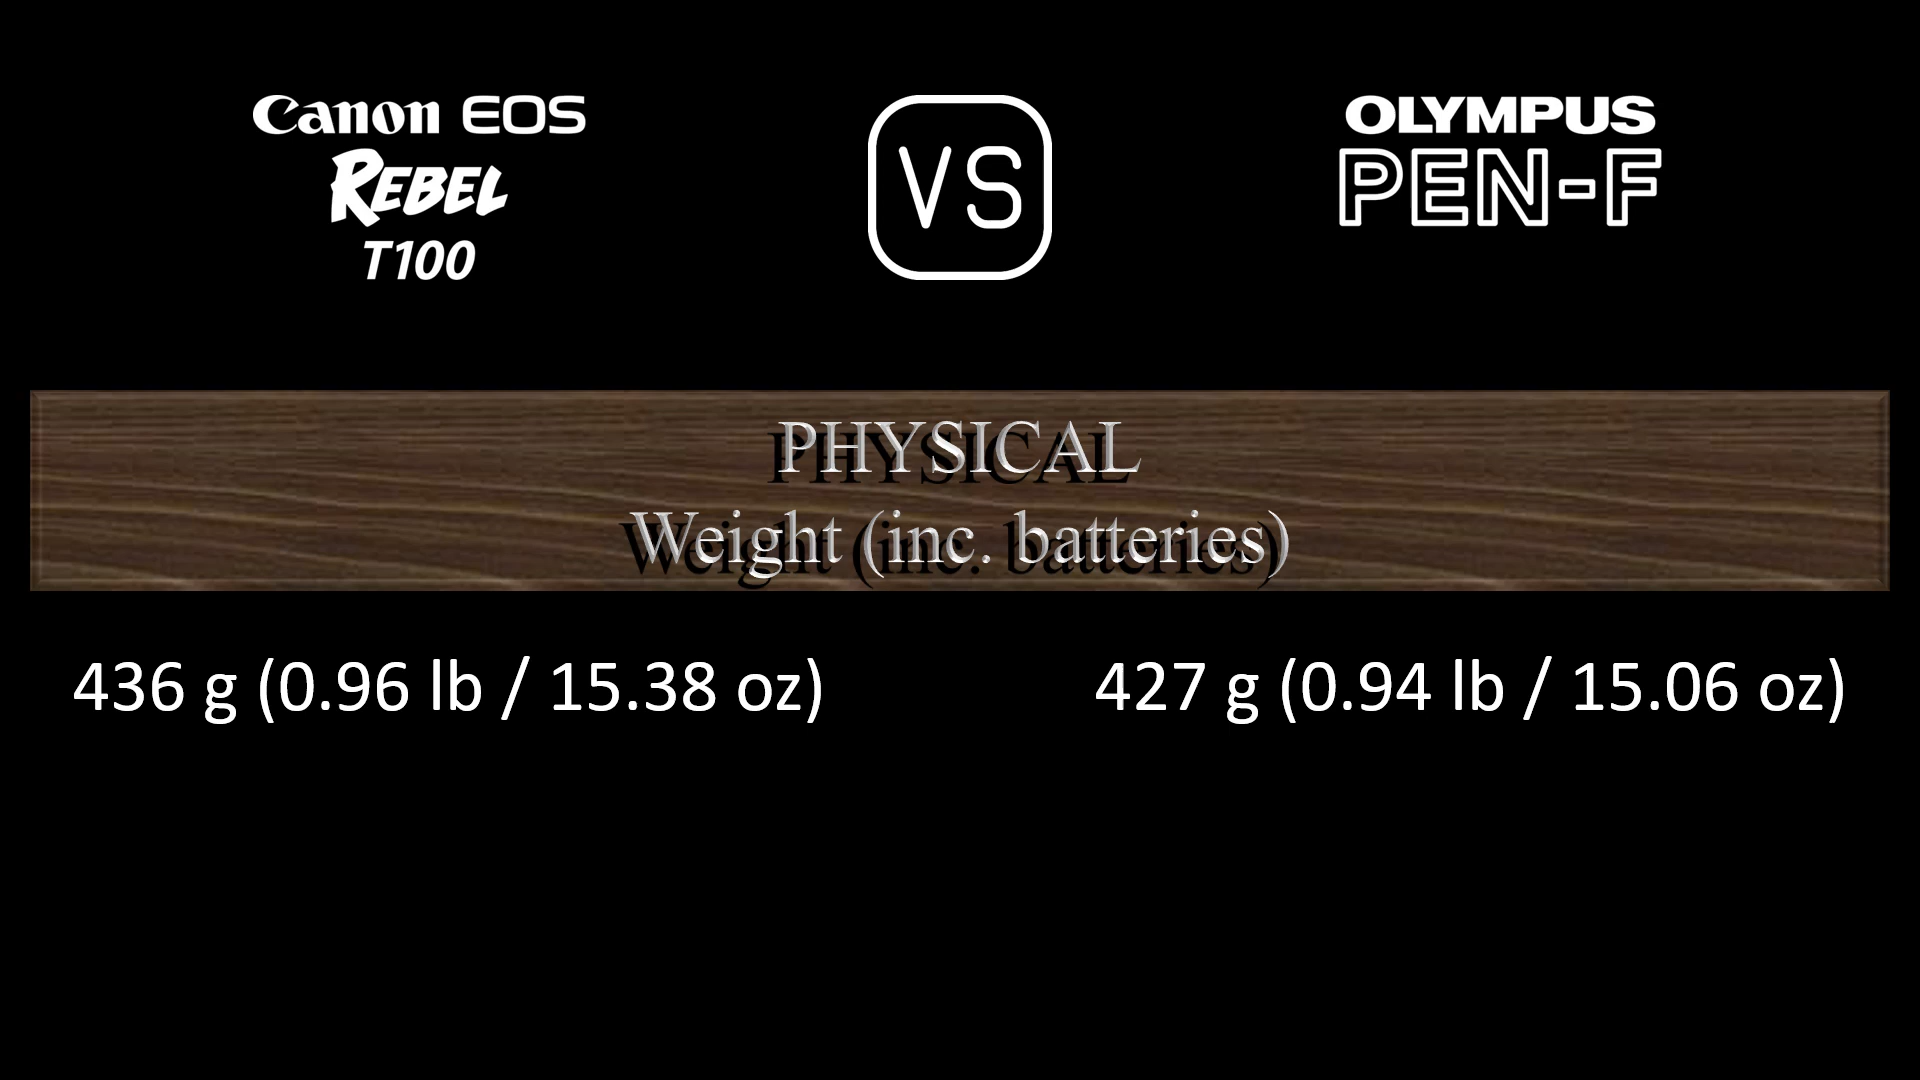 Canon EOS
REBEL
T100
VS
OLYMPUS
PEN-F
PHYSICAL
Weight (inc. batteries)
436 g (0.96 lb / 15.38 oz)
427 g (0.94 lb / 15.06 oz)